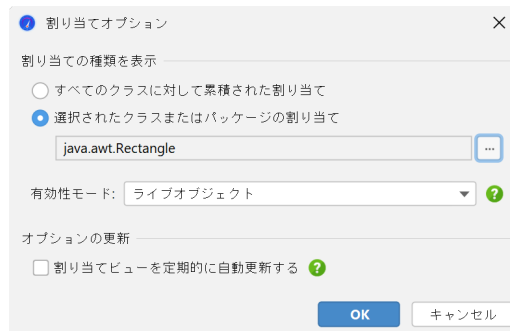 割り当てオプション
割り当ての種類を表示
すべてのクラスに対して累積された割り当て
選択されたクラスまたはパッケージの割り当て
java.awt.Rectangle ...
有効性モード: ライブオブジェクト ?
オプションの更新
割り当てビューを定期的に自動更新する ?
OK キャンセル